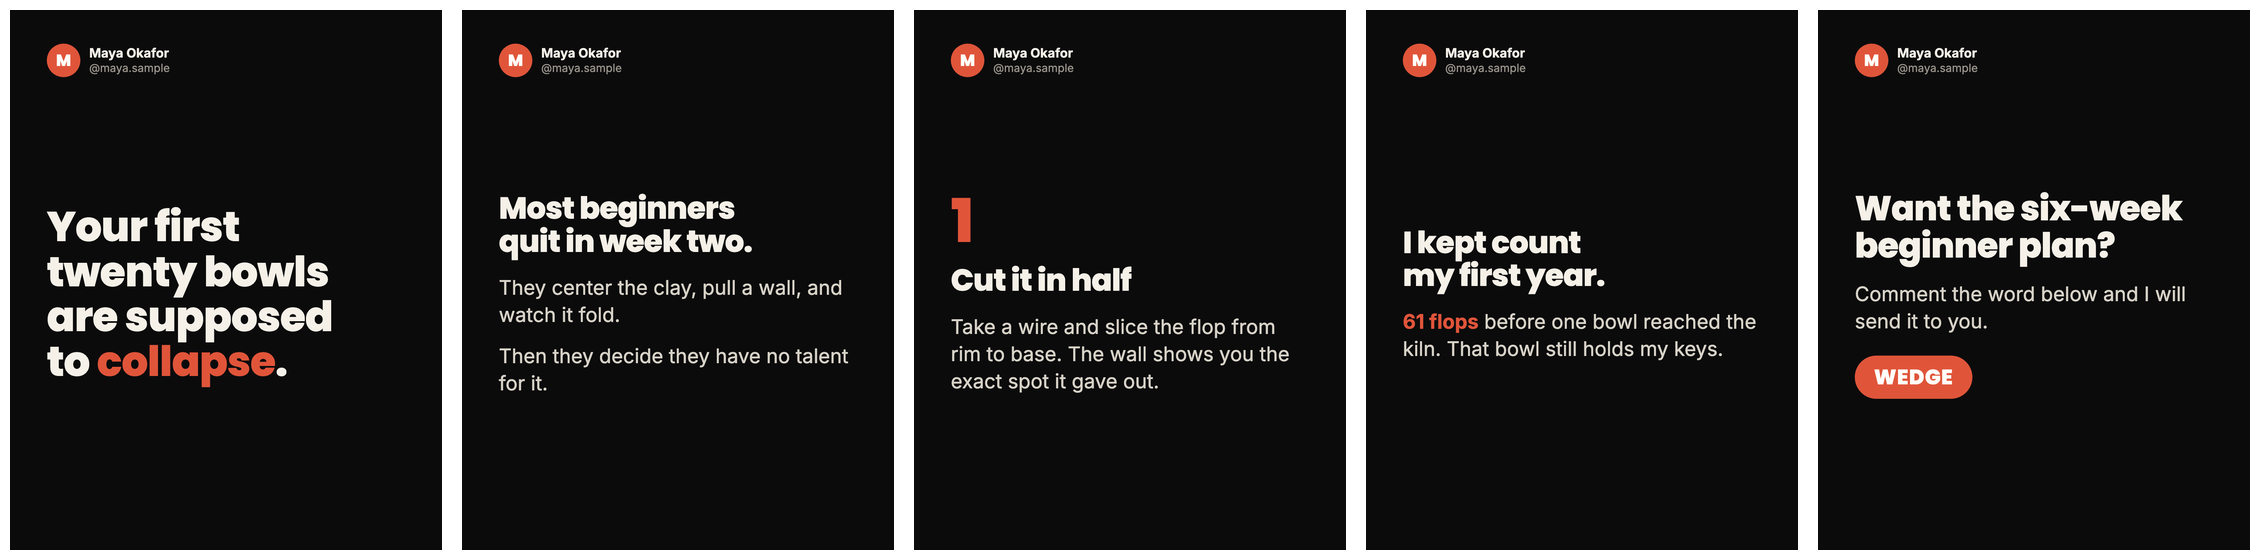 M
Maya Okafor
@maya.sample
Your first
twenty bowls
are supposed
to collapse.
M
Maya Okafor
@maya.sample
Most beginners
quit in week two.
They center the clay, pull a wall, and
watch it fold.
Then they decide they have no talent
for it.
M
Maya Okafor
@maya.sample
1
Cut it in half
Take a wire and slice the flop from
rim to base. The wall shows you the
exact spot it gave out.
M
Maya Okafor
@maya.sample
I kept count
my first year.
61 flops before one bowl reached the
kiln. That bowl still holds my keys.
M
Maya Okafor
@maya.sample
Want the six-week
beginner plan?
Comment the word below and I will
send it to you.
WEDGE